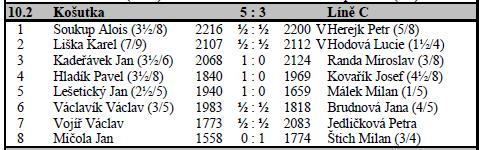 10.2 Košutka 5 : 3 Líně C
1 Soukup Alois (3½/8) 2216 ½ : ½ 2200 V Herejk Petr (5/8)
2 Liška Karel (7/9) 2107 ½ : ½ 2112 V Hodová Lucie (1½/4)
3 Kadeřávek Jan (3½/6) 2068 1 : 0 2124 Randa Miroslav (3/8)
4 Hladík Pavel (3½/8) 1840 1 : 0 1969 Kovařík Josef (4½/8)
5 Lešetický Jan (2½/5) 1940 1 : 0 1659 Málek Milan (1/5)
6 Václavík Václav (3/5) 1983 ½ : ½ 1818 Brudnová Jana (4/5)
7 Vojíř Václav 1773 ½ : ½ 2083 Jedličková Petra
8 Mičola Jan 1558 0 : 1 1774 Štich Milan (3/4)